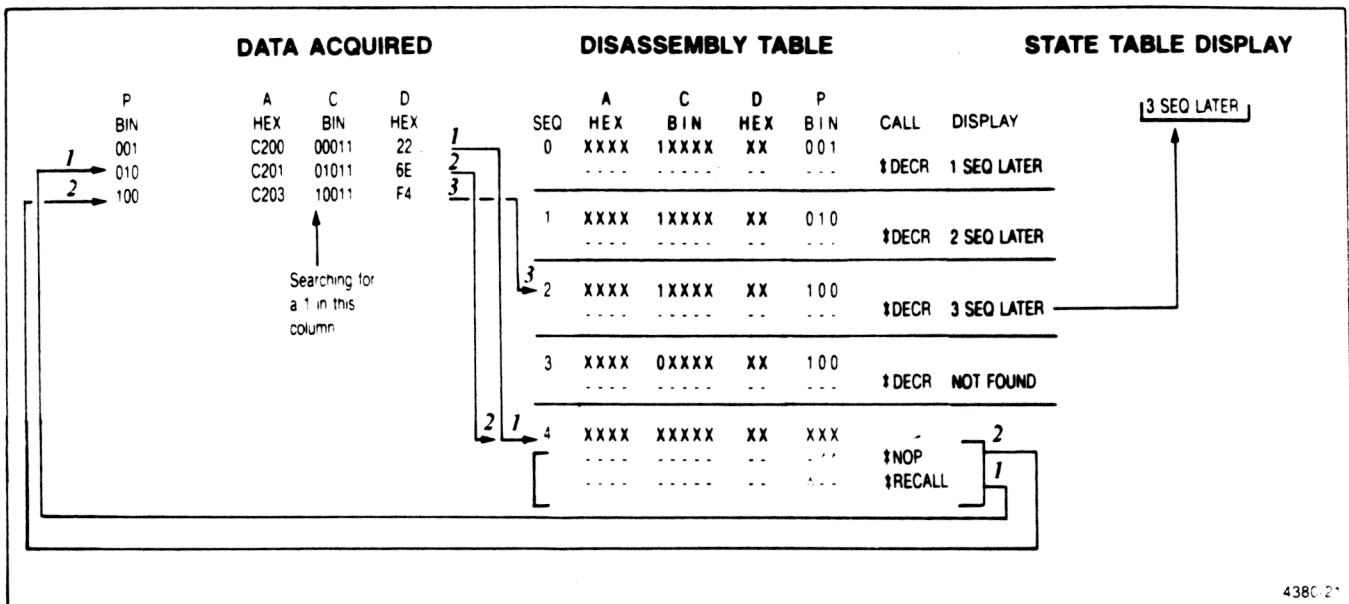 DATA ACQUIRED DISASSEMBLY TABLE STATE TABLE DISPLAY
P A C D A C D P
BIN HEX BIN HEX SEQ HEX BIN HEX BIN CALL DISPLAY
001 C200 00011 22 1 0 XXXX 1XXXX XX 001
3 SEQ LATER
1 010 C201 01011 6E 2 ---- ----- -- --- ‡DECR 1 SEQ LATER
2 100 C203 10011 F4 3
1 XXXX 1XXXX XX 010
---- ----- -- --- ‡DECR 2 SEQ LATER
Searching for
a 1 in this
column
3 2 XXXX 1XXXX XX 100
---- ----- -- --- ‡DECR 3 SEQ LATER
3 XXXX 0XXXX XX 100
---- ----- -- --- ‡DECR NOT FOUND
2 1 4 XXXX XXXXX XX XXX 2
---- ----- -- ‡NOP
---- ----- -- ‡RECALL 1